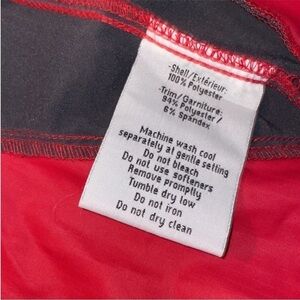 -Shell/Extérieur:
100% Polyester
-Trim/Garniture:
94% Polyester /
6% Spandex
Machine wash cool
separately at gentle setting
Do not bleach
Do not use softeners
Remove promptly
Tumble dry low
Do not iron
Do not dry clean